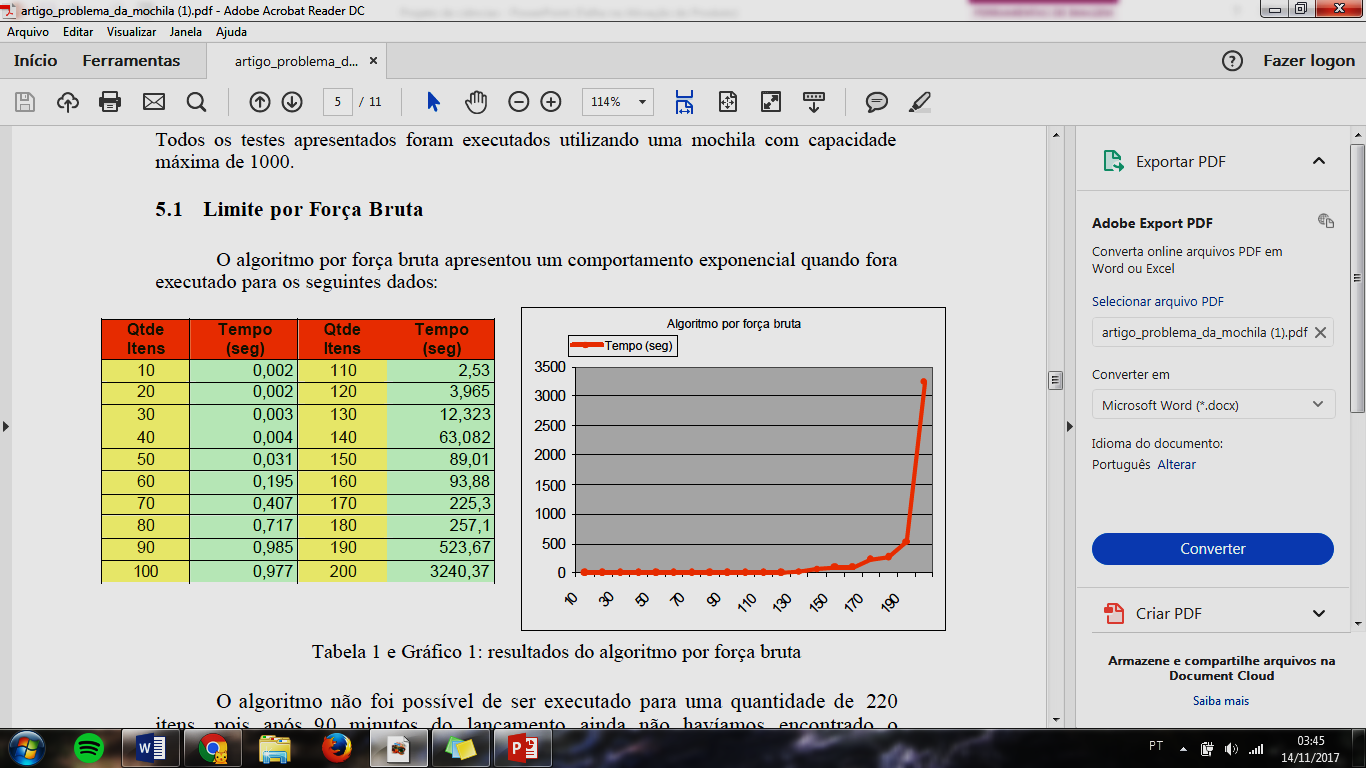 artigo_problema_da_mochila (1).pdf - Adobe Acrobat Reader DC
Arquivo Editar Visualizar Janela Ajuda
Início Ferramentas artigo_problema_d... × Fazer logon
5 / 11 114%
Todos os testes apresentados foram executados utilizando uma mochila com capacidade
máxima de 1000.
5.1 Limite por Força Bruta
O algoritmo por força bruta apresentou um comportamento exponencial quando fora
executado para os seguintes dados:
Qtde Itens Tempo (seg) Qtde Itens Tempo (seg)
10 0,002 110 2,53
20 0,002 120 3,965
30 0,003 130 12,323
40 0,004 140 63,082
50 0,031 150 89,01
60 0,195 160 93,88
70 0,407 170 225,3
80 0,717 180 257,1
90 0,985 190 523,67
100 0,977 200 3240,37
Algoritmo por força bruta
Tempo (seg)
3500
3000
2500
2000
1500
1000
500
0
10 30 50 70 90 110 130 150 170 190
Tabela 1 e Gráfico 1: resultados do algoritmo por força bruta
O algoritmo não foi possível de ser executado para uma quantidade de 220
itens, pois após 90 minutos do lançamento ainda não havíamos encontrado o
Exportar PDF
Adobe Export PDF
Converta online arquivos PDF em
Word ou Excel
Selecionar arquivo PDF
artigo_problema_da_mochila (1).pdf
Converter em
Microsoft Word (*.docx)
Idioma do documento:
Português Alterar
Converter
Criar PDF
Armazene e compartilhe arquivos na
Document Cloud
Saiba mais
PT
03:45
14/11/2017